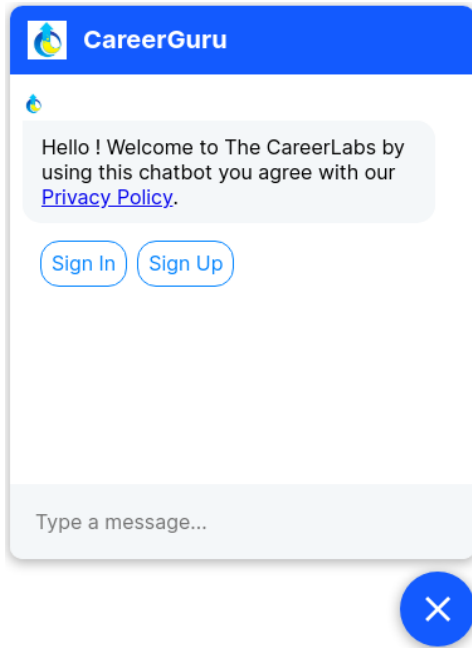 CareerGuru
Hello ! Welcome to The CareerLabs by
using this chatbot you agree with our
Privacy Policy.
Sign In Sign Up
Type a message...